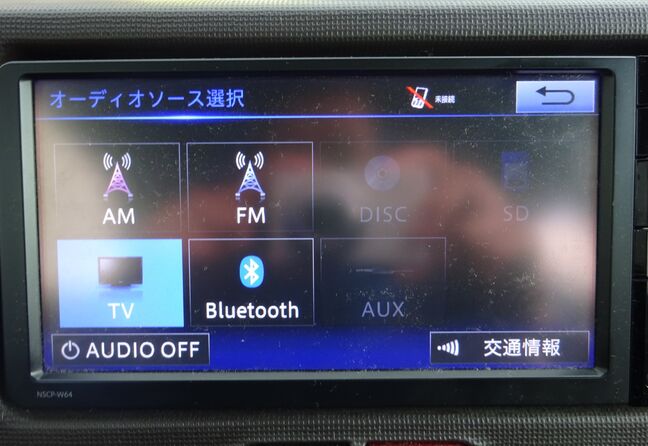 オーディオソース選択
未接続
AM
FM
DISC
SD
TV
Bluetooth
AUX
AUDIO OFF
交通情報
NSCP-W64